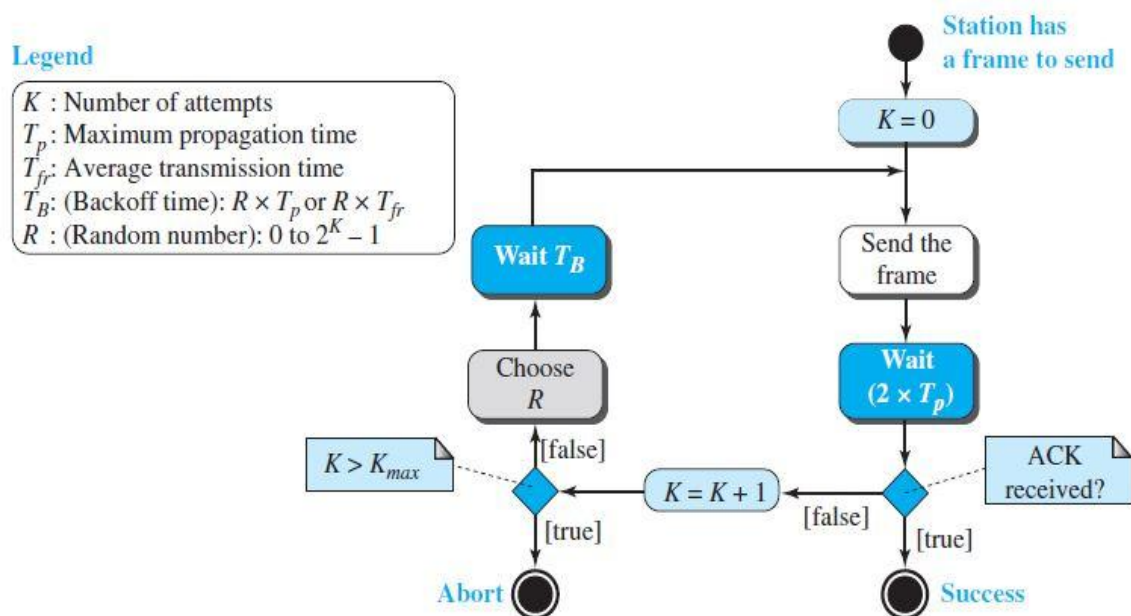 Legend
K : Number of attempts
Tp: Maximum propagation time
Tfr: Average transmission time
TB: (Backoff time): R × Tp or R × Tfr
R : (Random number): 0 to 2^K – 1
Station has
a frame to send
K = 0
Send the
frame
Wait
(2 × Tp)
ACK
received?
[false]
[true]
Success
K = K + 1
K > Kmax
[false]
[true]
Abort
Choose
R
Wait TB